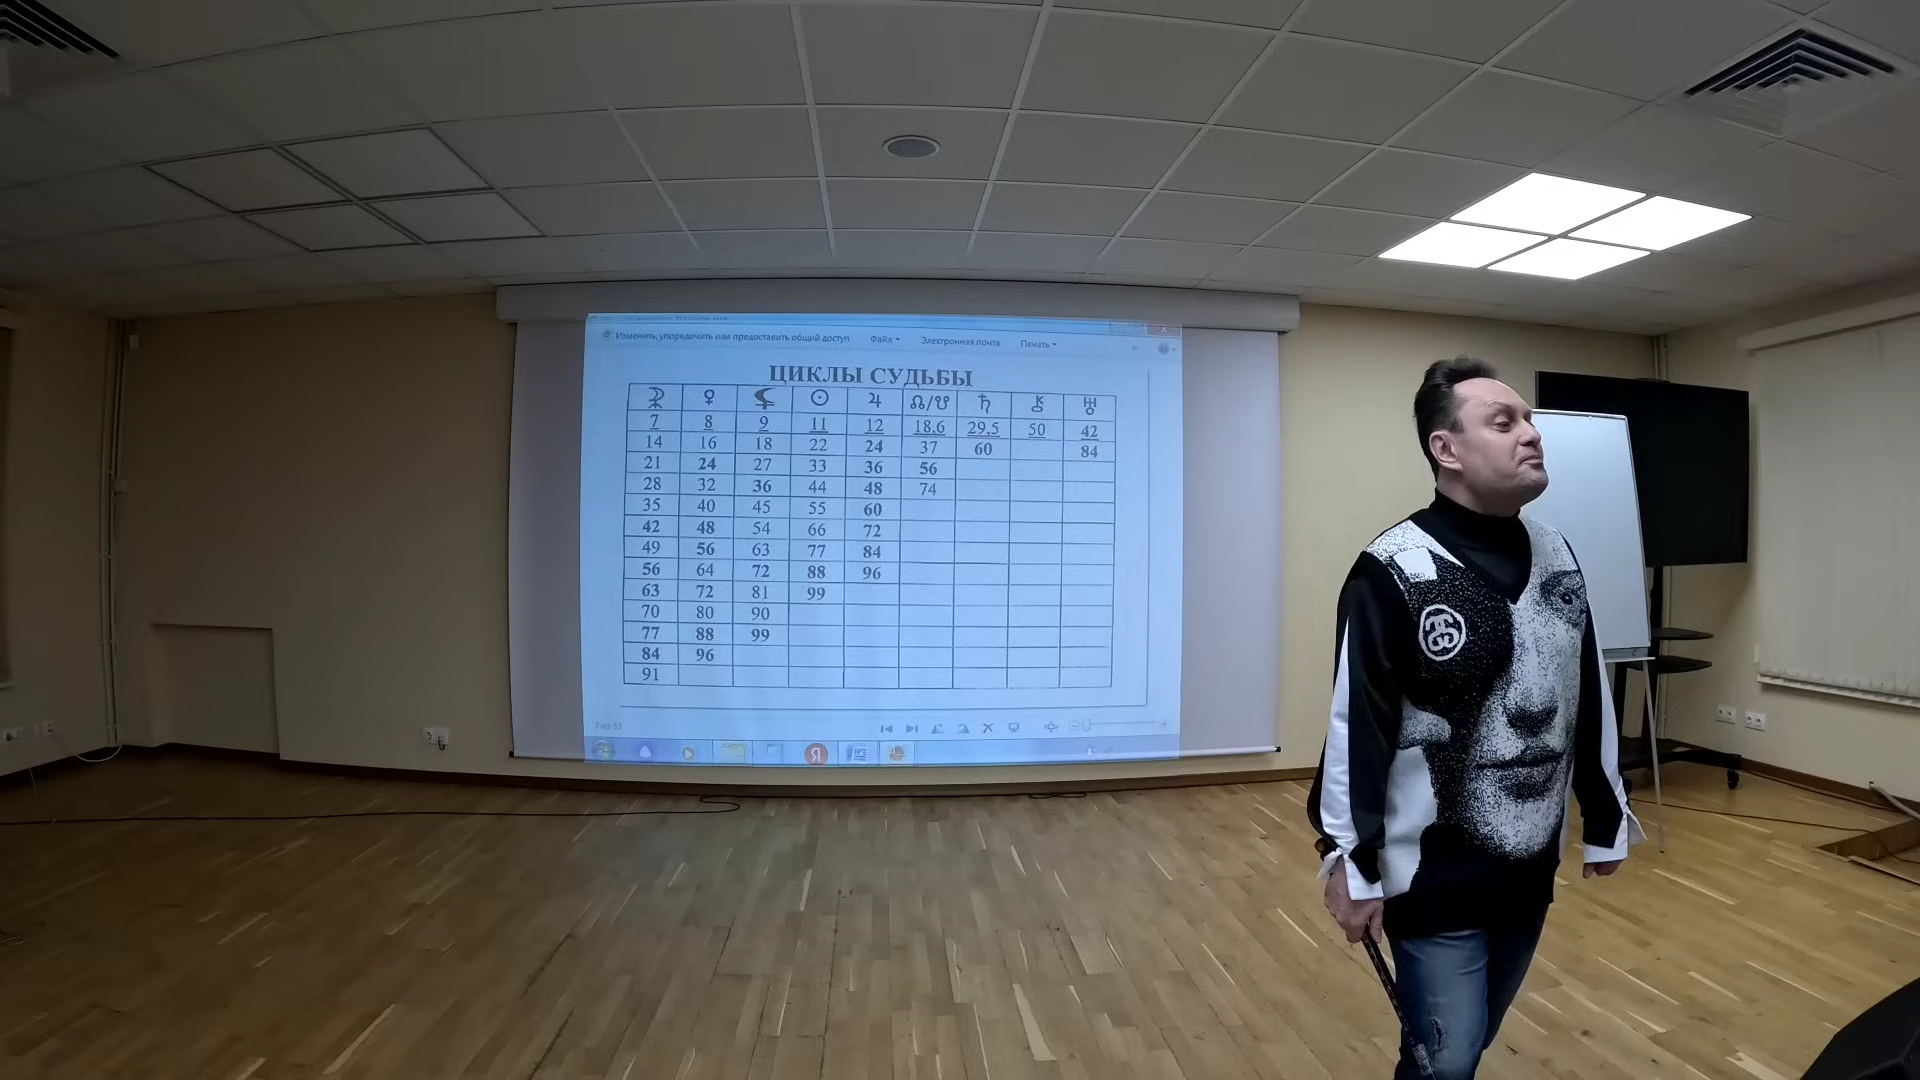 Изменить, упорядочить или предоставить общий доступ Файл Электронная почта Печать
ЦИКЛЫ СУДЬБЫ
☿ ♀ ⚸ ☉ ♃ ☊/☋ ♄ ⚷ ♅
7 8 9 11 12 18,6 29,5 50 42
14 16 18 22 24 37 60 84
21 24 27 33 36 56
28 32 36 44 48 74
35 40 45 55 60
42 48 54 66 72
49 56 63 77 84
56 64 72 88 96
63 72 81 99
70 80 90
77 88 99
84 96
91
2 из 53
Я